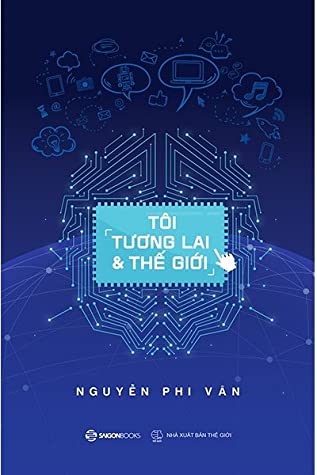 TÔI
TƯƠNG LAI
& THẾ GIỚI
NGUYỄN PHI VÂN
SAIGONBOOKS
NHÀ XUẤT BẢN THẾ GIỚI